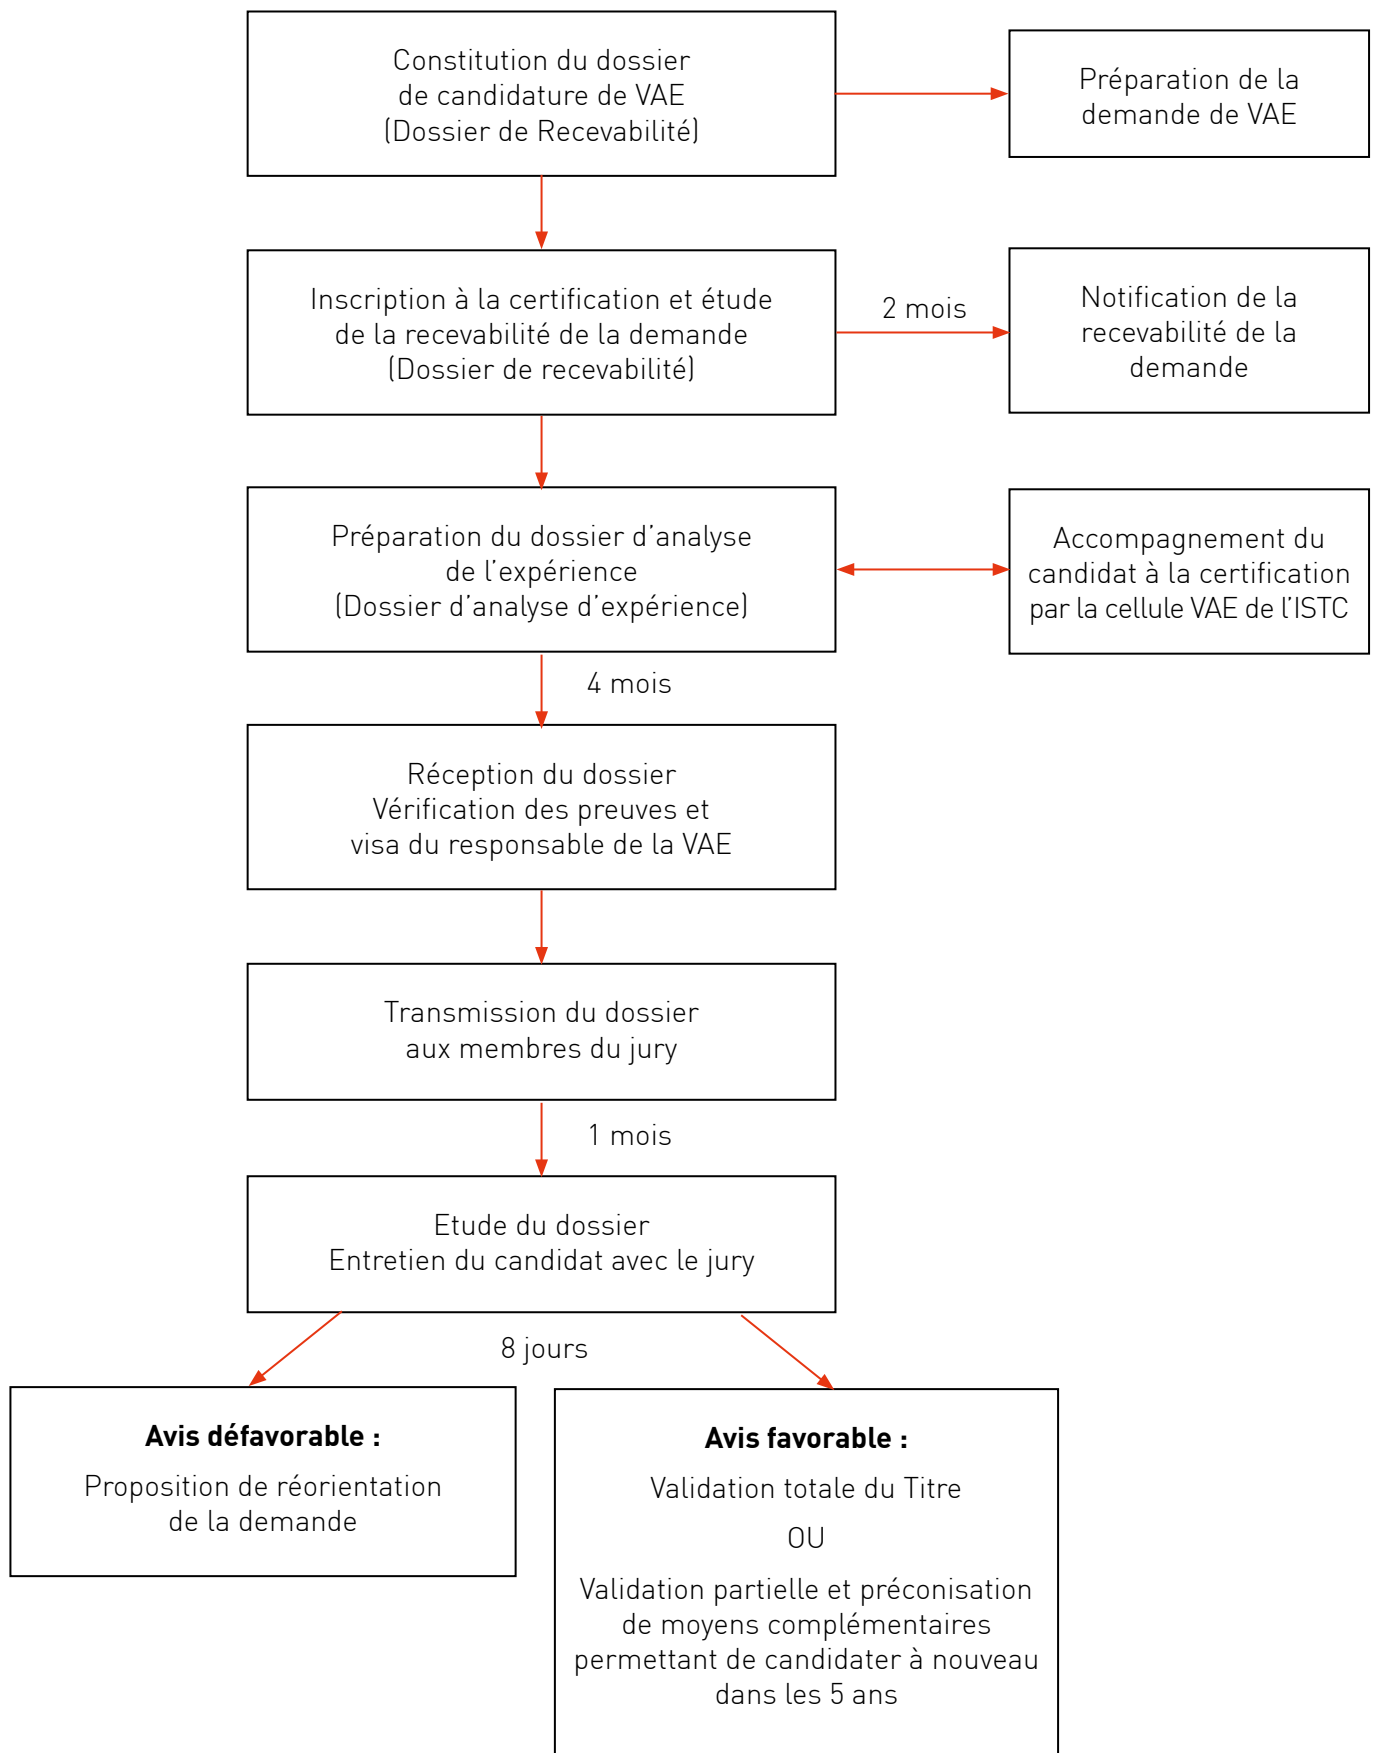 Constitution du dossier
de candidature de VAE
(Dossier de Recevabilité)
Préparation de la
demande de VAE
Inscription à la certification et étude
de la recevabilité de la demande
(Dossier de recevabilité)
2 mois
Notification de la
recevabilité de la
demande
Préparation du dossier d'analyse
de l'expérience
(Dossier d'analyse d'expérience)
Accompagnement du
candidat à la certification
par la cellule VAE de l'ISTC
4 mois
Réception du dossier
Vérification des preuves et
visa du responsable de la VAE
Transmission du dossier
aux membres du jury
1 mois
Etude du dossier
Entretien du candidat avec le jury
8 jours
Avis défavorable :
Proposition de réorientation
de la demande
Avis favorable :
Validation totale du Titre
OU
Validation partielle et préconisation
de moyens complémentaires
permettant de candidater à nouveau
dans les 5 ans